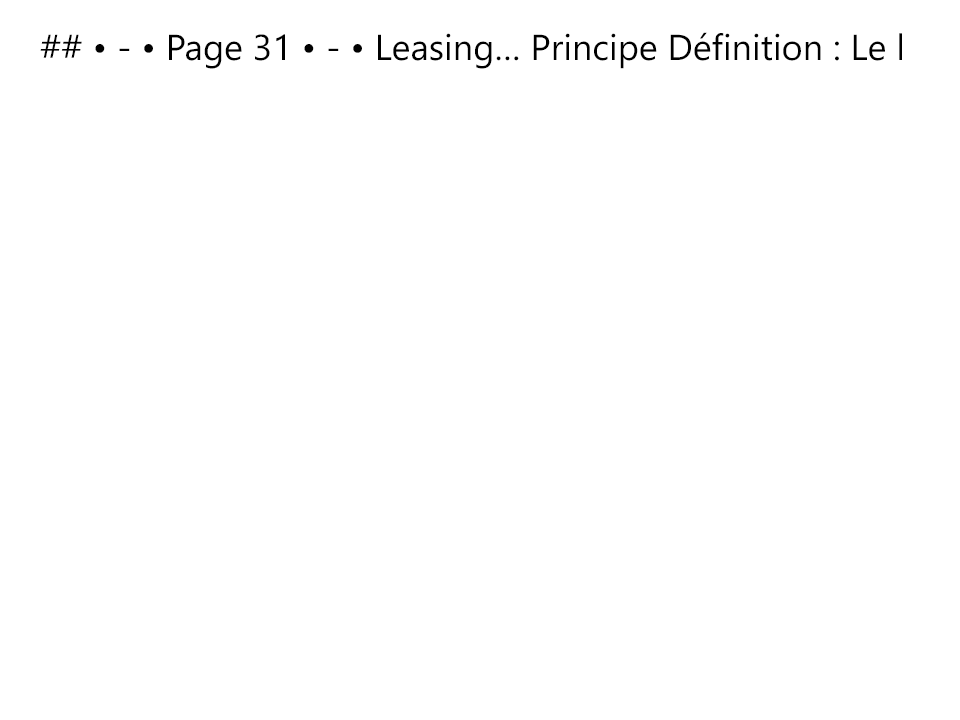 ## • - • Page 31 • - • Leasing… Principe Définition : Le l